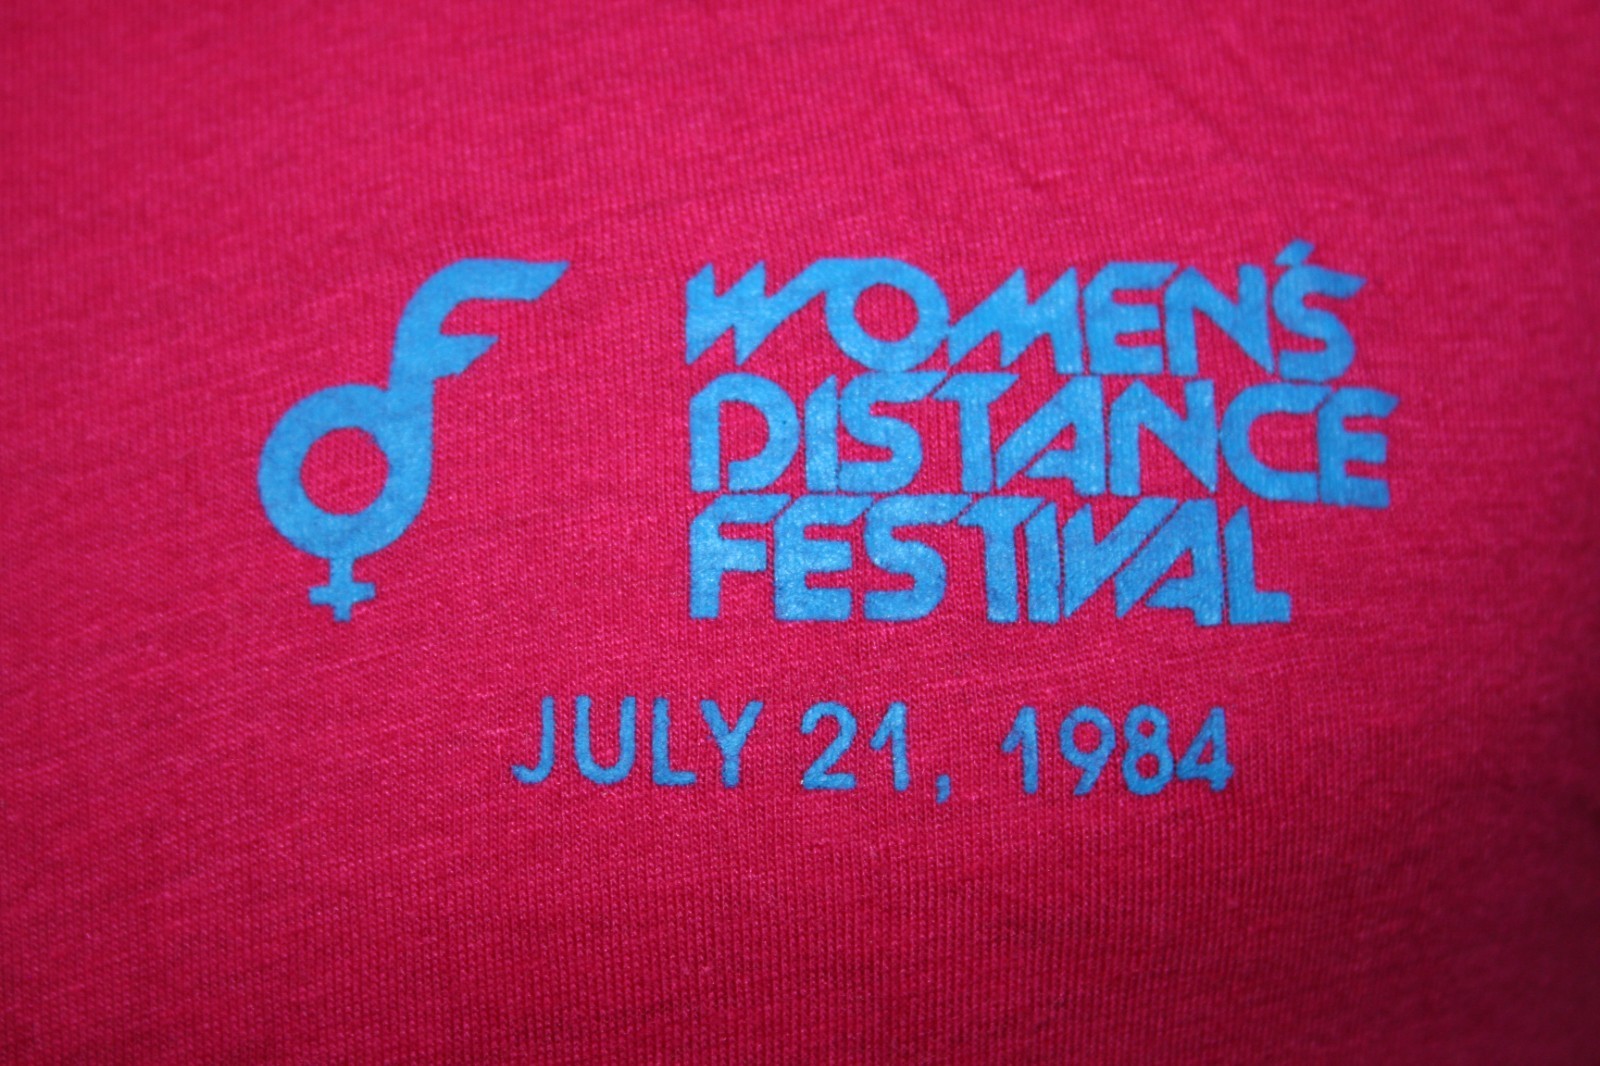 WOMEN'S
DISTANCE
FESTIVAL
JULY 21, 1984